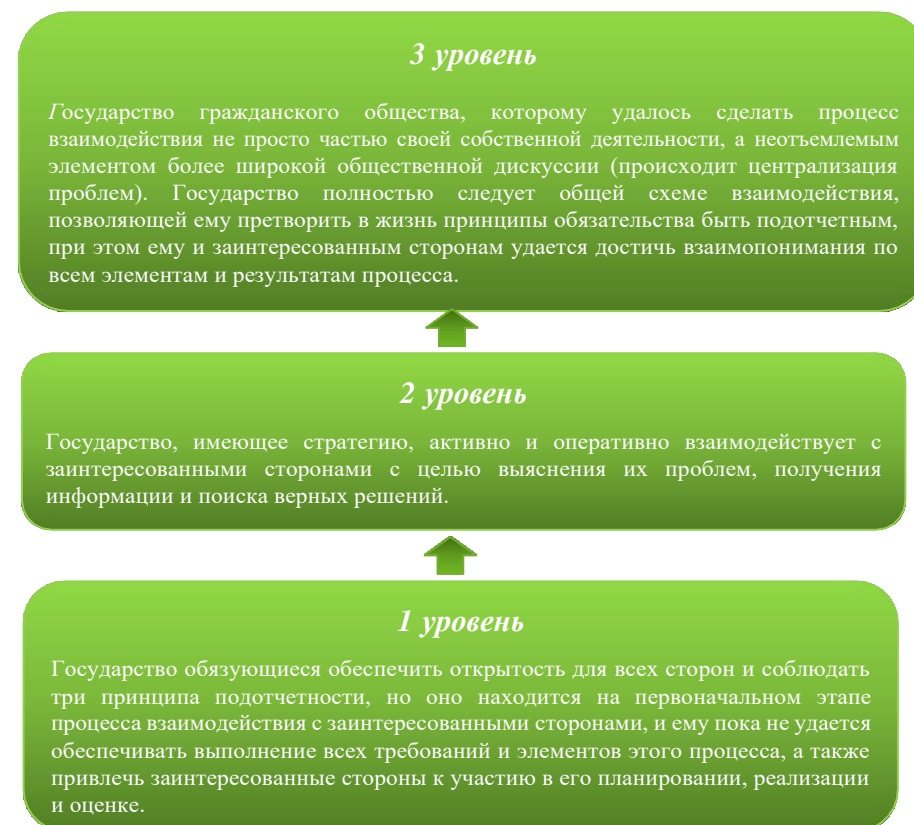 3 уровень
Государство гражданского общества, которому удалось сделать процесс
взаимодействия не просто частью своей собственной деятельности, а неотъемлемым
элементом более широкой общественной дискуссии (происходит централизация
проблем). Государство полностью следует общей схеме взаимодействия,
позволяющей ему претворить в жизнь принципы обязательства быть подотчетным,
при этом ему и заинтересованным сторонам удается достичь взаимопонимания по
всем элементам и результатам процесса.
2 уровень
Государство, имеющее стратегию, активно и оперативно взаимодействует с
заинтересованными сторонами с целью выяснения их проблем, получения
информации и поиска верных решений.
1 уровень
Государство обязующиеся обеспечить открытость для всех сторон и соблюдать
три принципа подотчетности, но оно находится на первоначальном этапе
процесса взаимодействия с заинтересованными сторонами, и ему пока не удается
обеспечивать выполнение всех требований и элементов этого процесса, а также
привлечь заинтересованные стороны к участию в его планировании, реализации
и оценке.